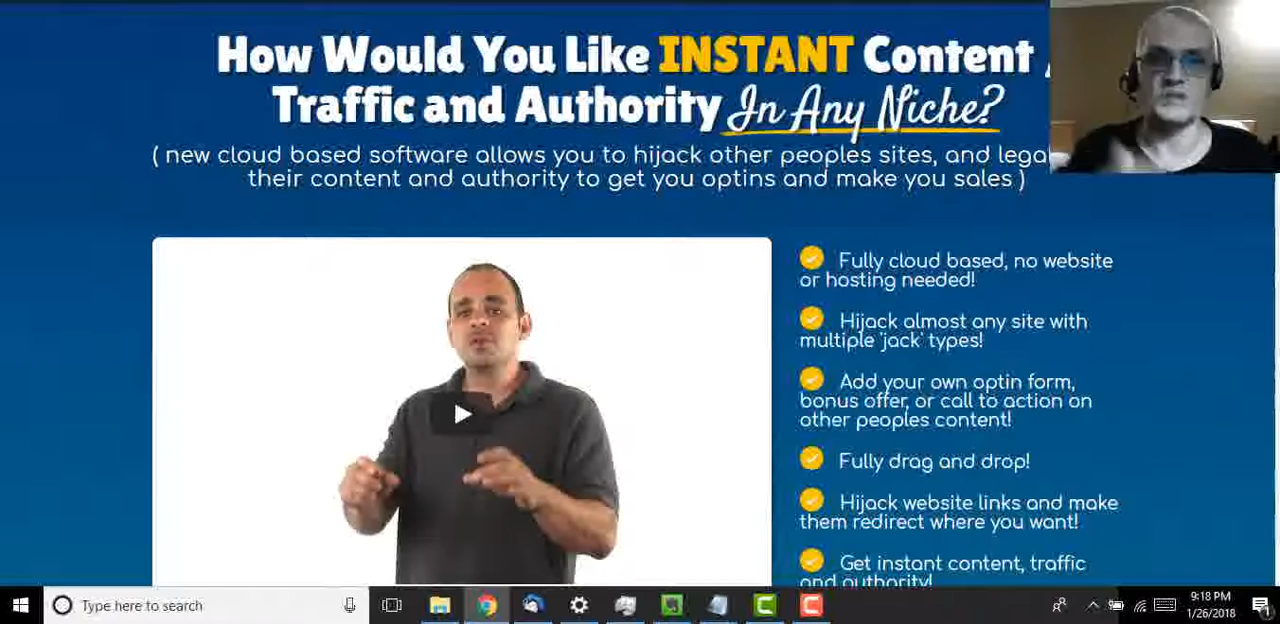 How Would You Like INSTANT Content
Traffic and Authority In Any Niche?
( new cloud based software allows you to hijack other peoples sites, and
their content and authority to get you optins and make you sales )
Fully cloud based, no website
or hosting needed!
Hijack almost any site with
multiple 'jack' types!
Add your own optin form,
bonus offer, or call to action on
other peoples content!
Fully drag and drop!
Hijack website links and make
them redirect where you want!
Get instant content, traffic
and authority!
Type here to search
9:18 PM
1/26/2018